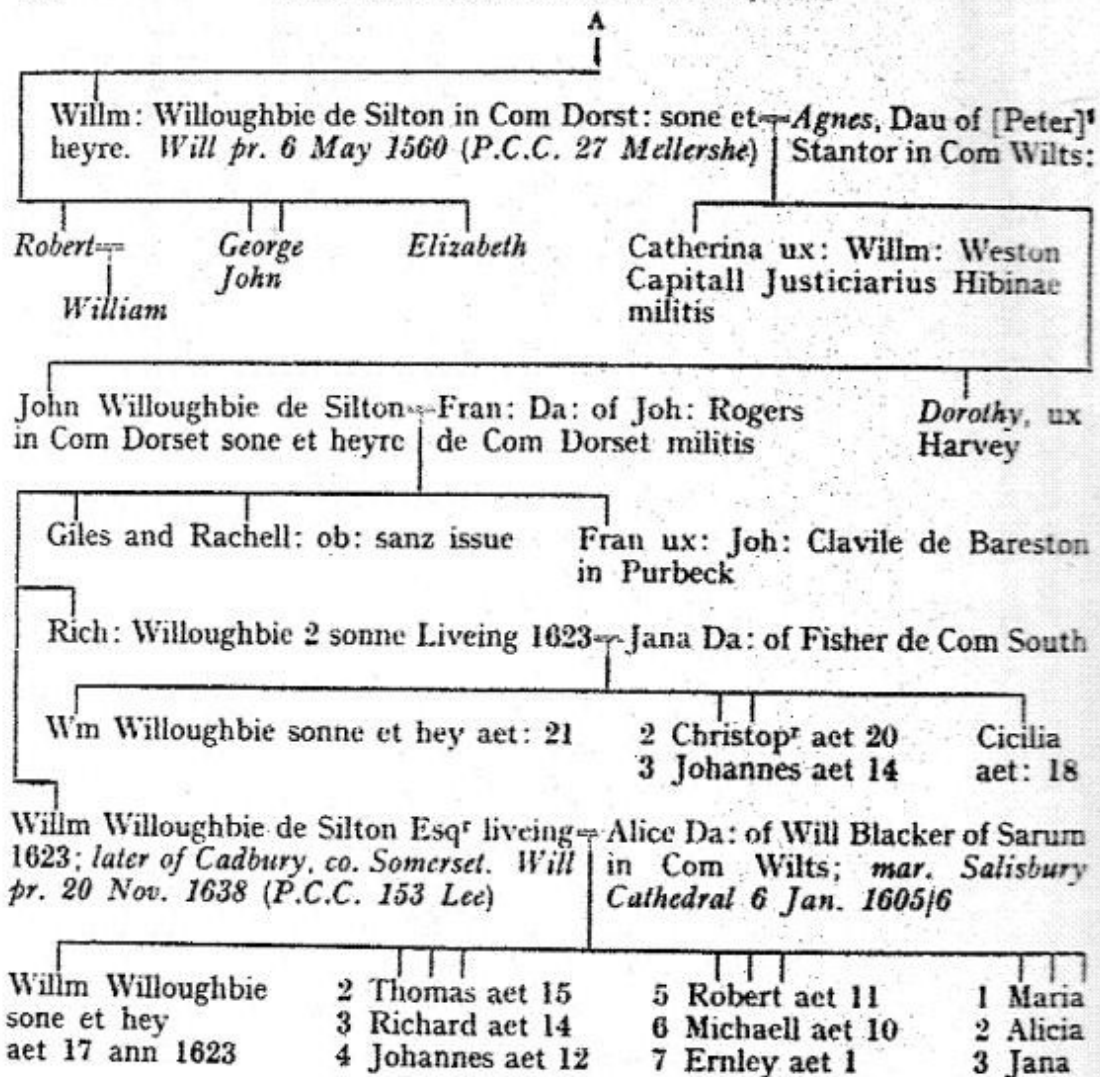 A
Willm: Willoughbie de Silton in Com Dorst: sone et heyre. Will pr. 6 May 1560 (P.C.C. 27 Mellershe)
Agnes, Dau of [Peter]¹ Stantor in Com Wilts:
Robert
William
George
John
Elizabeth
Catherina ux: Willm: Weston
Capitall Justiciarius Hibinae
militis
John Willoughbie de Silton
in Com Dorset sone et heyre
Fran: Da: of Joh: Rogers
de Com Dorset militis
Dorothy, ux
Harvey
Giles and Rachell: ob: sanz issue
Fran ux: Joh: Clavile de Bareston
in Purbeck
Rich: Willoughbie 2 sonne Liveing 1623
Jana Da: of Fisher de Com South
Wm Willoughbie sonne et hey aet: 21
2 Christopʳ aet 20
3 Johannes aet 14
Cicilia
aet: 18
Willm Willoughbie de Silton Esqʳ liveing
1623; later of Cadbury, co. Somerset. Will
pr. 20 Nov. 1638 (P.C.C. 153 Lee)
Alice Da: of Will Blacker of Sarum
in Com Wilts; mar. Salisbury
Cathedral 6 Jan. 1605/6
Willm Willoughbie
sone et hey
aet 17 ann 1623
2 Thomas aet 15
3 Richard aet 14
4 Johannes aet 12
5 Robert aet 11
6 Michaell aet 10
7 Ernley aet 1
1 Maria
2 Alicia
3 Jana